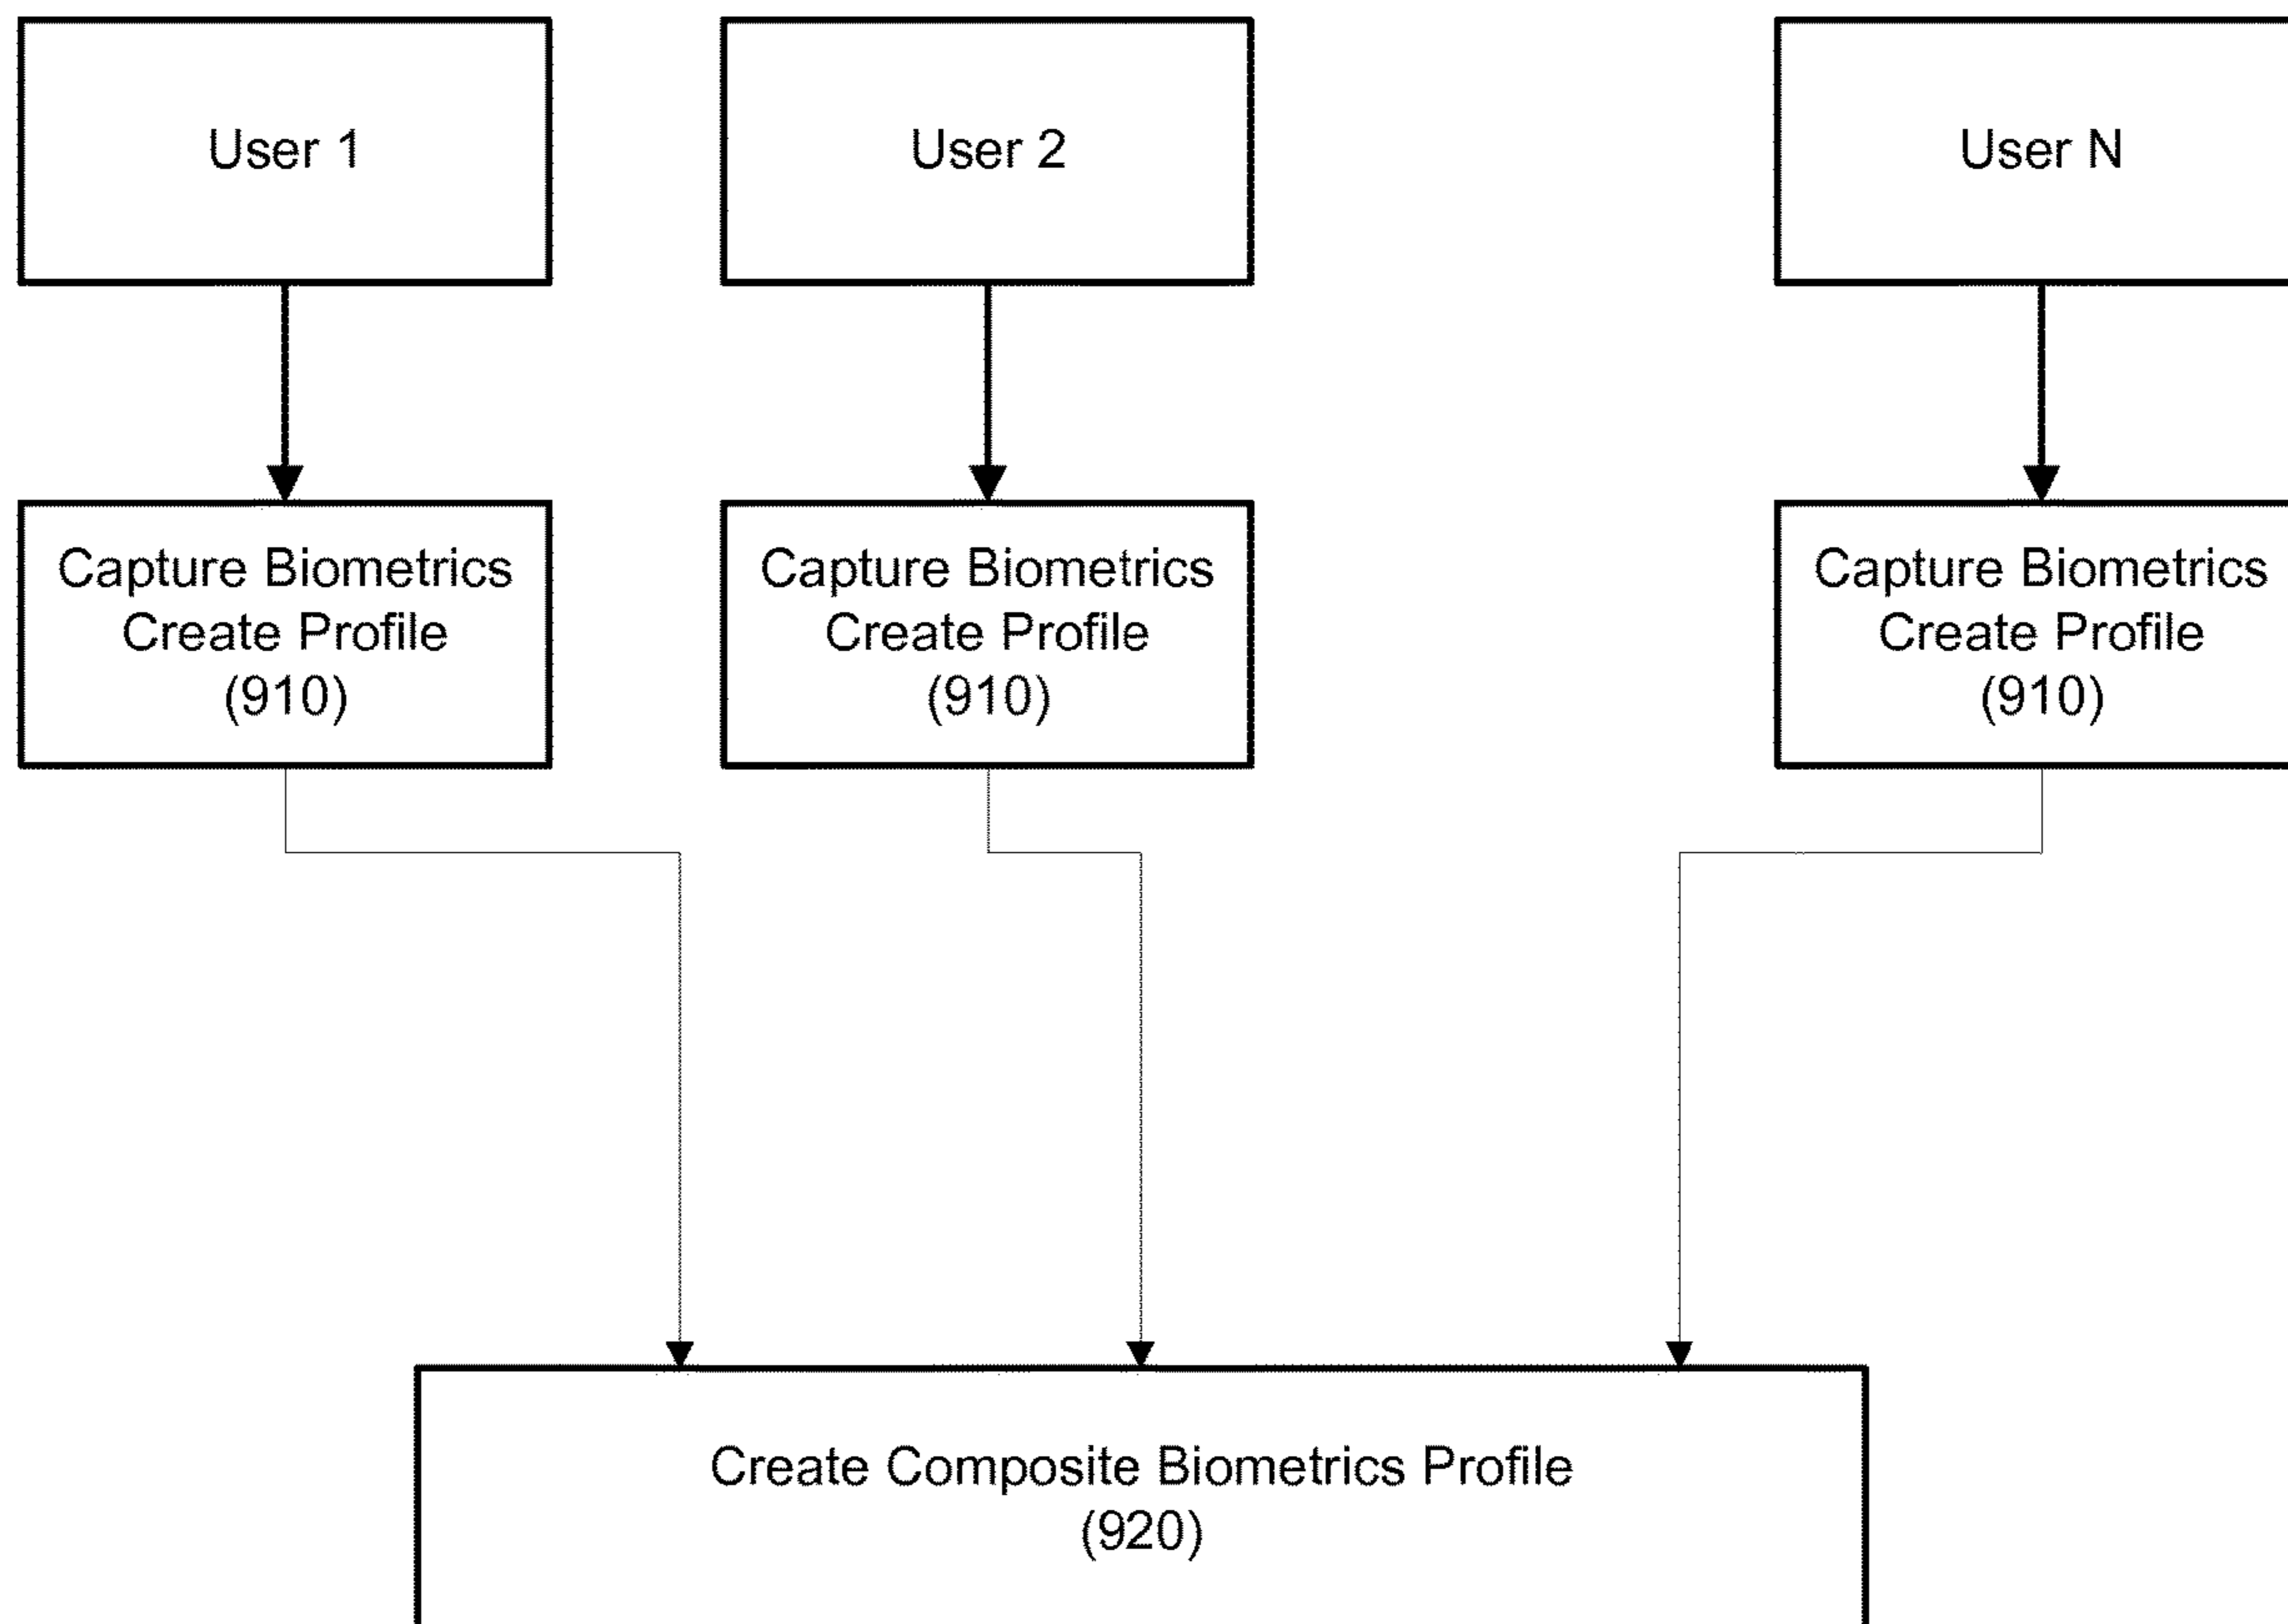 User 1
User 2
User N
Capture Biometrics
Create Profile
(910)
Capture Biometrics
Create Profile
(910)
Capture Biometrics
Create Profile
(910)
Create Composite Biometrics Profile
(920)